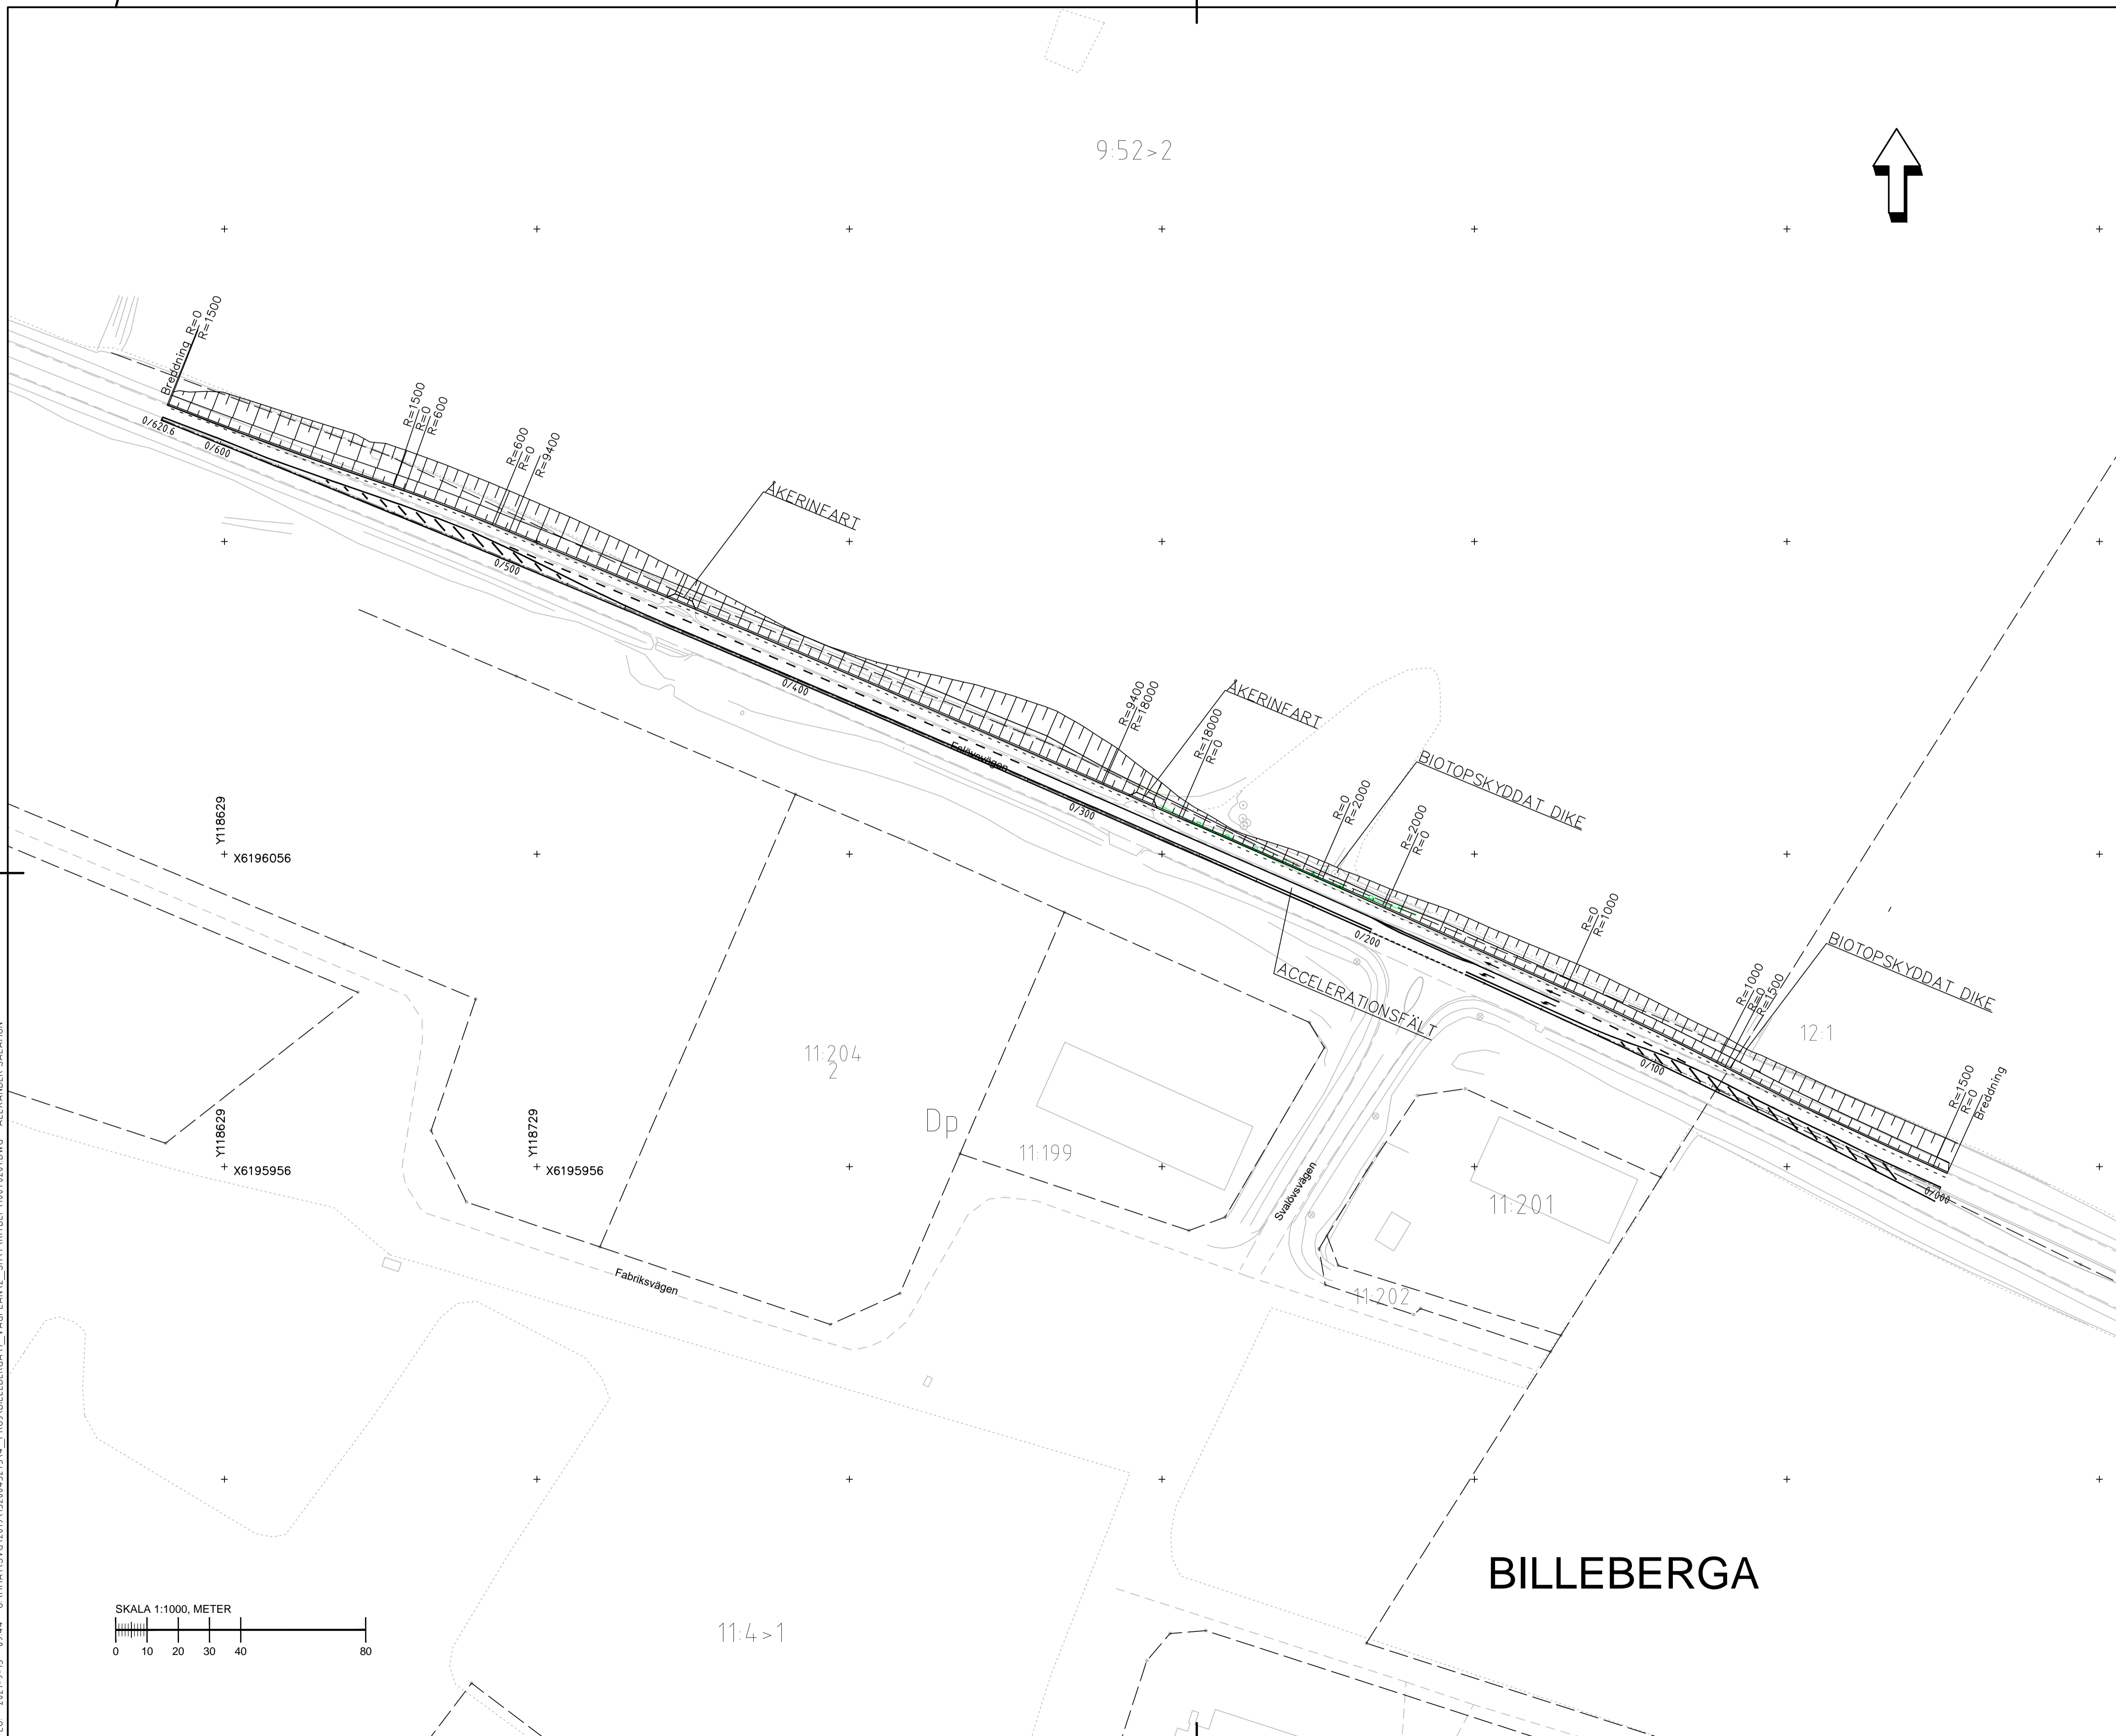 9:52>2
Breddning
R=0
R=1500
0/620.6
0/600
R=1500
R=0
R=600
R=600
R=0
R=9400
0/500
ÅKERINFART
0/400
Eslövsvägen
R=9400
R=18000
ÅKERINFART
R=18000
R=0
0/300
R=0
R=2000
BIOTOPSKYDDAT DIKE
R=2000
R=0
0/200
ACCELERATIONSFÄLT
R=0
R=1000
R=1000
R=0
R=1500
BIOTOPSKYDDAT DIKE
12:1
0/100
R=1500
R=0
Breddning
0/000
Y118629
X6196056
Y118629
X6195956
Y118729
X6195956
11:204
2
Dp
11:199
Svalövsvägen
11:201
11:202
Fabriksvägen
BILLEBERGA
11:4>1
SKALA 1:1000, METER
0 10 20 30 40 80